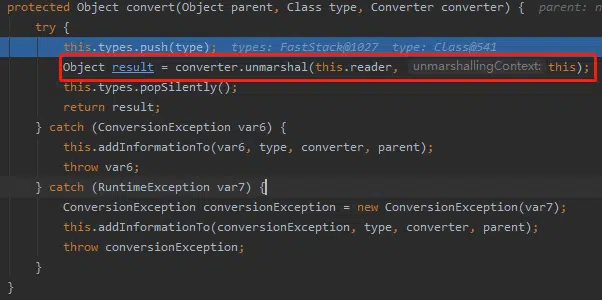 protected Object convert(Object parent, Class type, Converter converter) { parent: n
try {
this.types.push(type); types: FastStack@1027 type: Class@541
Object result = converter.unmarshal(this.reader, unmarshallingContext: this);
this.types.popSilently();
return result;
} catch (ConversionException var6) {
this.addInformationTo(var6, type, converter, parent);
throw var6;
} catch (RuntimeException var7) {
ConversionException conversionException = new ConversionException(var7);
this.addInformationTo(conversionException, type, converter, parent);
throw conversionException;
}
}